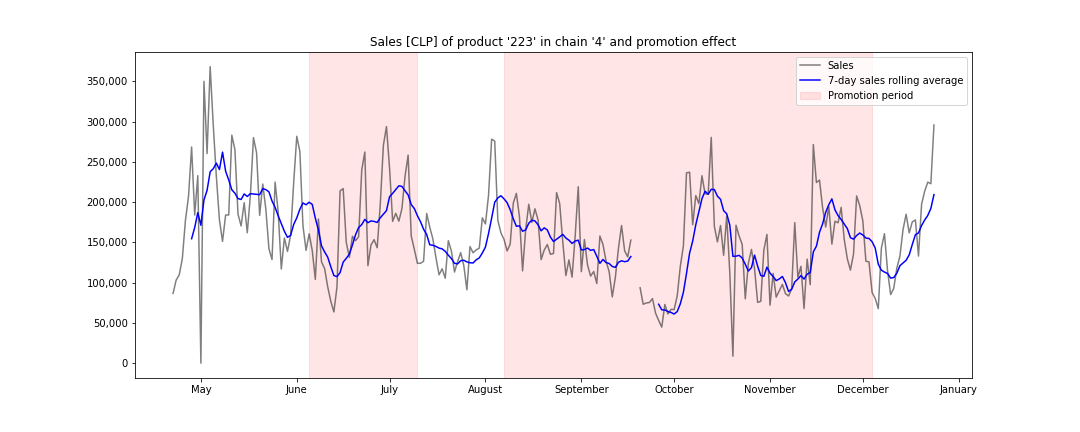 Sales [CLP] of product '223' in chain '4' and promotion effect
Sales
7-day sales rolling average
Promotion period
350,000
300,000
250,000
200,000
150,000
100,000
50,000
0
May June July August September October November December January